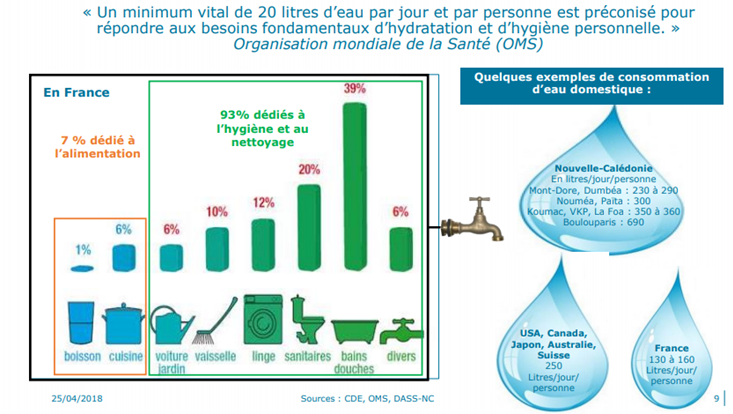 « Un minimum vital de 20 litres d’eau par jour et par personne est préconisé pour
répondre aux besoins fondamentaux d’hydratation et d’hygiène personnelle. »
Organisation mondiale de la Santé (OMS)
En France
7 % dédié à
l’alimentation
93% dédiés à
l’hygiène et au
nettoyage
1%
6%
6%
10%
12%
20%
39%
6%
boisson
cuisine
voiture
jardin
vaisselle
linge
sanitaires
bains
douches
divers
Quelques exemples de consommation
d’eau domestique :
Nouvelle-Calédonie
En litres/jour/personne
Mont-Dore, Dumbéa : 230 à 290
Nouméa, Païta : 300
Koumac, VKP, La Foa : 350 à 360
Boulouparis : 690
USA, Canada,
Japon, Australie,
Suisse
250
Litres/jour/
personne
France
130 à 160
Litres/jour/
personne
25/04/2018
Sources : CDE, OMS, DASS-NC
9